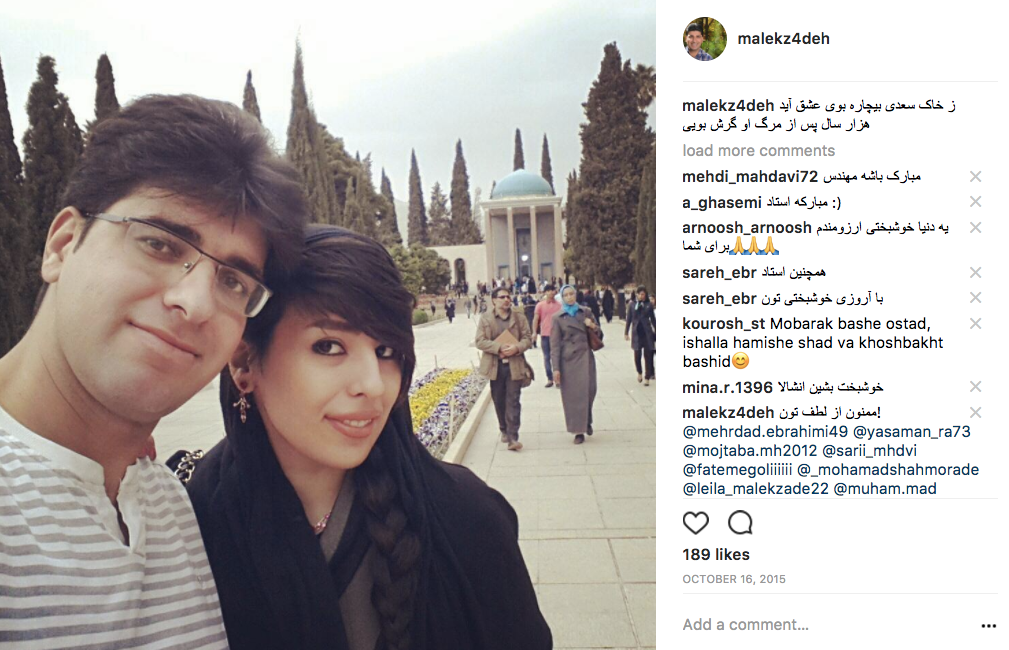 malekz4deh
malekz4deh ز خاک سعدی بیچاره بوی عشق آید
هزار سال پس از مرگ او گرش بویی
load more comments
mehdi_mahdavi72 مبارک باشه مهندس
a_ghasemi مبارکه استاد :)
arnoosh_arnoosh یه دنیا خوشبختی ارزومندم
برای شما🙏🙏🙏
sareh_ebr همچنین استاد
sareh_ebr با آروزی خوشبختی تون
kourosh_st Mobarak bashe ostad,
ishalla hamishe shad va khoshbakht
bashid😊
mina.r.1396 خوشبخت بشین انشالا
malekz4deh ممنون از لطف تون!
@mehrdad.ebrahimi49 @yasaman_ra73
@mojtaba.mh2012 @sarii_mhdvi
@fatemegoliiiiii @_mohamadshahmorade
@leila_malekzade22 @muham.mad
189 likes
OCTOBER 16, 2015
Add a comment...